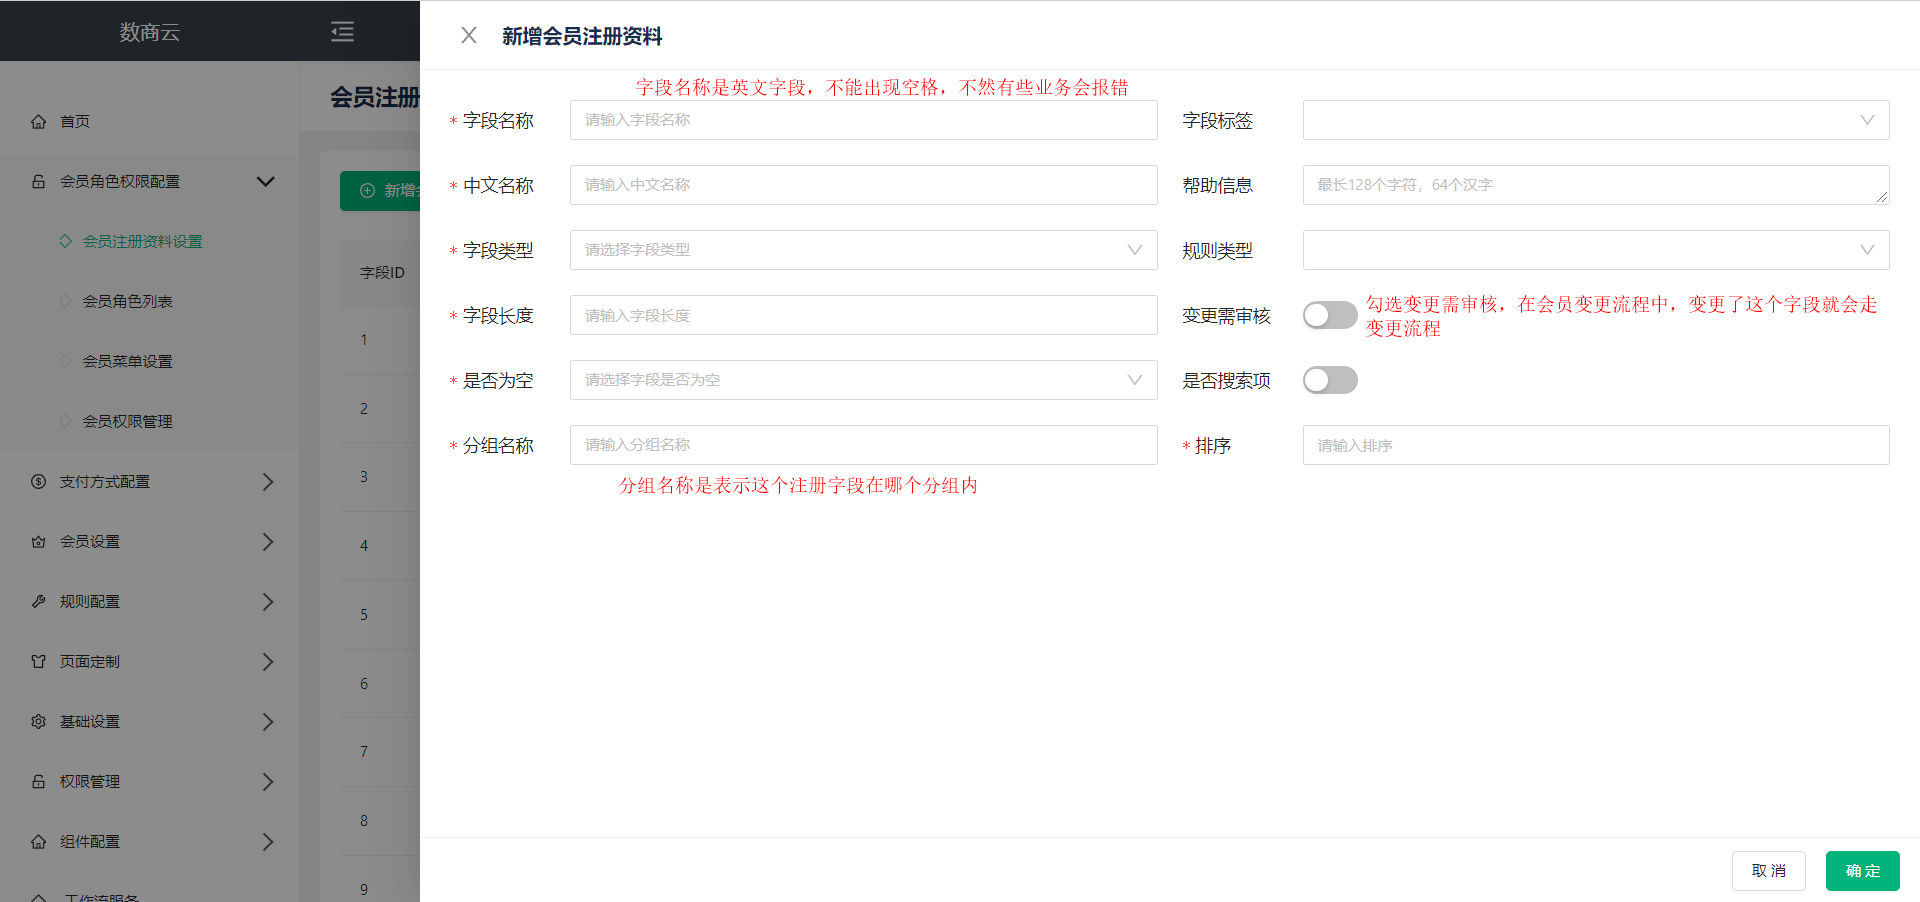 数商云
首页
会员角色权限配置
会员注册资料设置
会员角色列表
会员菜单设置
会员权限管理
支付方式配置
会员设置
规则配置
页面定制
基础设置
权限管理
组件配置
工作流服务
会员注册
新增会
字段ID
1
2
3
4
5
6
7
8
9
新增会员注册资料
字段名称是英文字段，不能出现空格，不然有些业务会报错
* 字段名称 请输入字段名称
字段标签
* 中文名称 请输入中文名称
帮助信息 最长128个字符，64个汉字
* 字段类型 请选择字段类型
规则类型
* 字段长度 请输入字段长度
变更需审核 勾选变更需审核，在会员变更流程中，变更了这个字段就会走
变更流程
* 是否为空 请选择字段是否为空
是否搜索项
* 分组名称 请输入分组名称
* 排序 请输入排序
分组名称是表示这个注册字段在哪个分组内
取 消
确 定